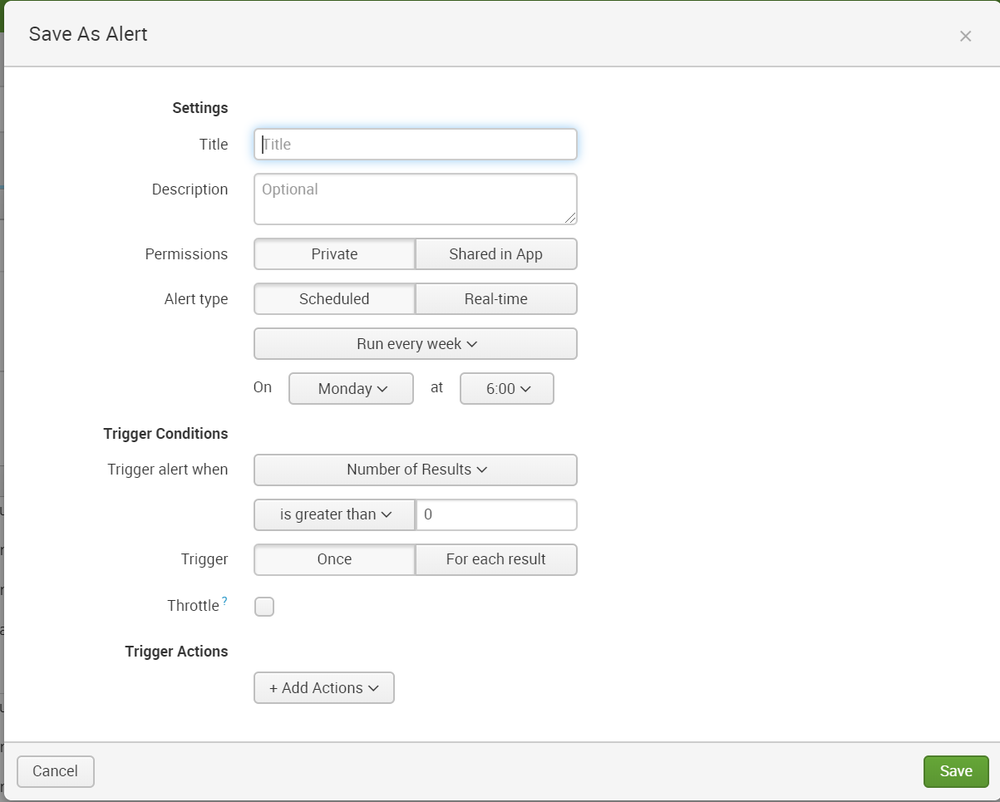 Save As Alert
Settings
Title Title
Description Optional
Permissions Private Shared in App
Alert type Scheduled Real-time
Run every week
On Monday at 6:00
Trigger Conditions
Trigger alert when Number of Results
is greater than 0
Trigger Once For each result
Throttle ?
Trigger Actions
+ Add Actions
Cancel Save